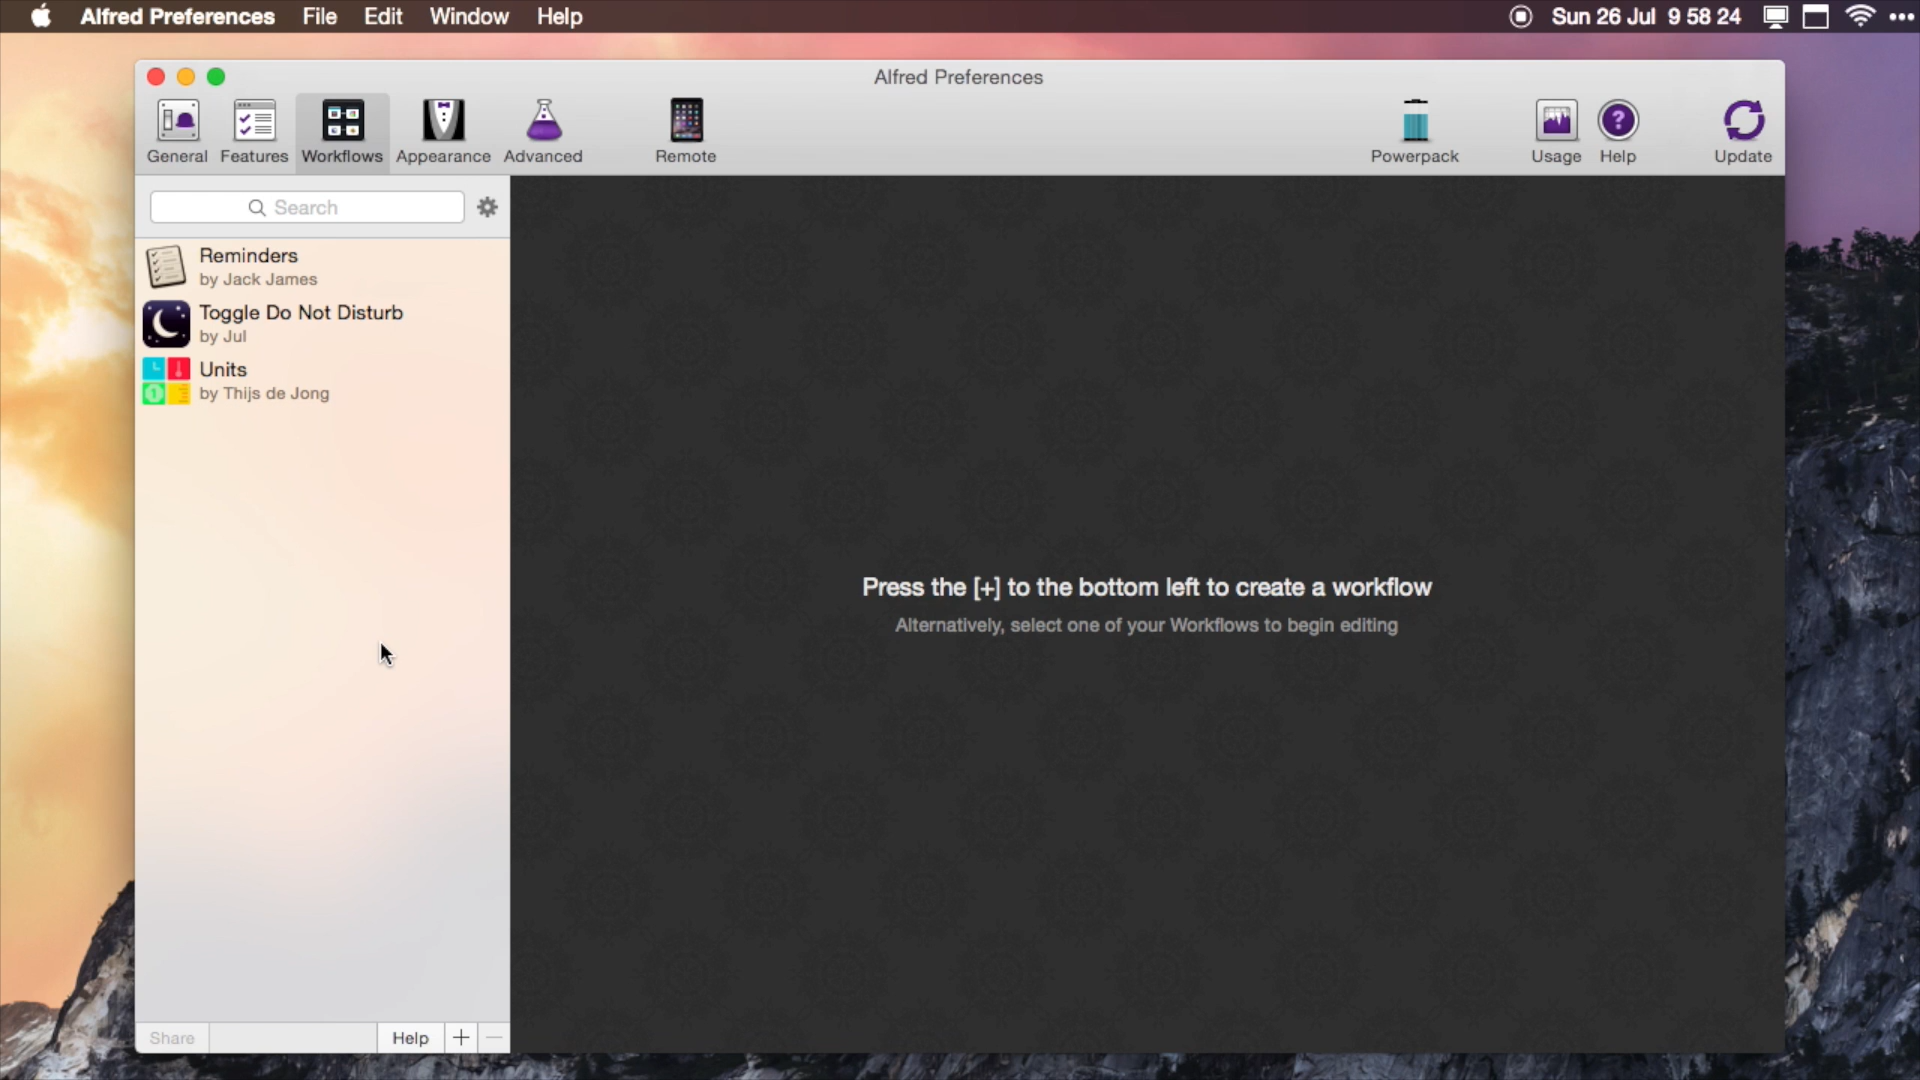 Alfred Preferences File Edit Window Help Sun 26 Jul 9 58 24
Alfred Preferences
General Features Workflows Appearance Advanced Remote Powerpack Usage Help Update
Search
Reminders
by Jack James
Toggle Do Not Disturb
by Jul
Units
by Thijs de Jong
Press the [+] to the bottom left to create a workflow
Alternatively, select one of your Workflows to begin editing
Share Help + −